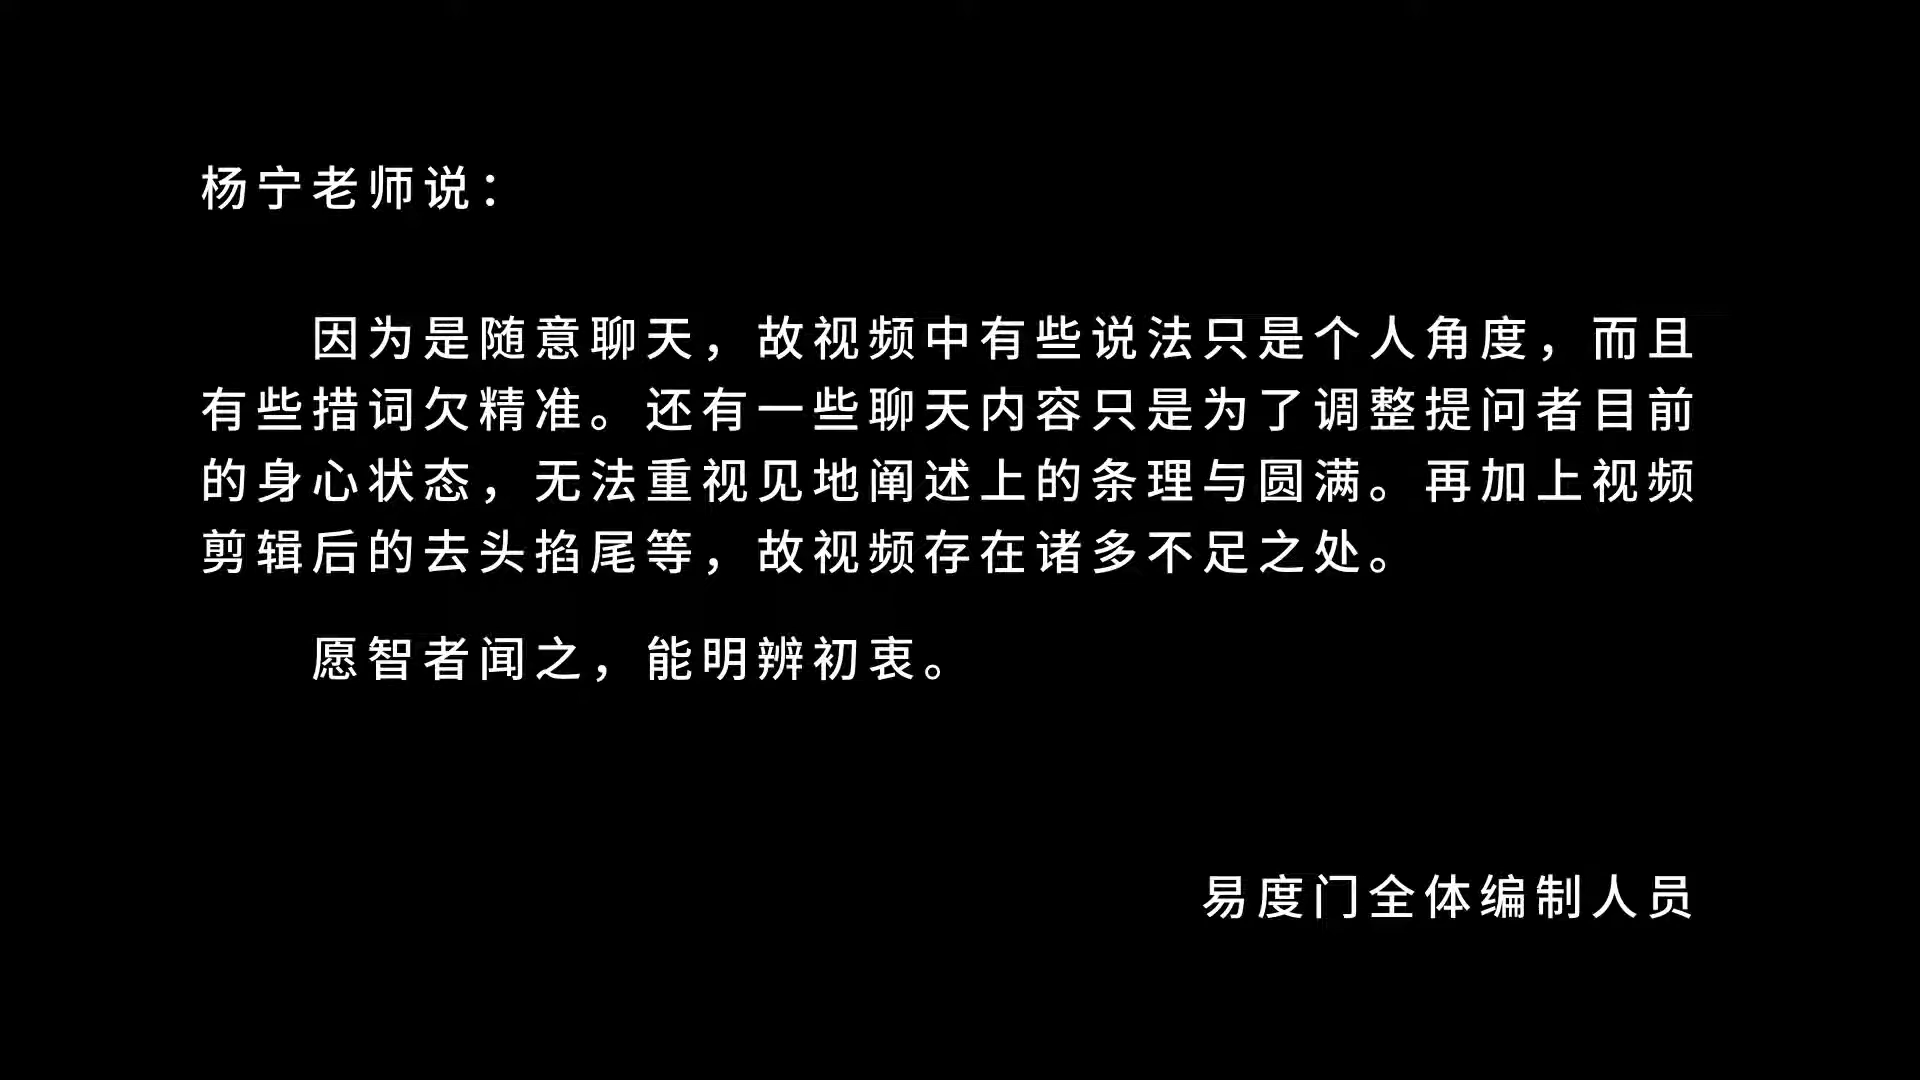 杨宁老师说：
因为是随意聊天，故视频中有些说法只是个人角度，而且
有些措词欠精准。还有一些聊天内容只是为了调整提问者目前
的身心状态，无法重视见地阐述上的条理与圆满。再加上视频
剪辑后的去头掐尾等，故视频存在诸多不足之处。
愿智者闻之，能明辨初衷。
易度门全体编制人员